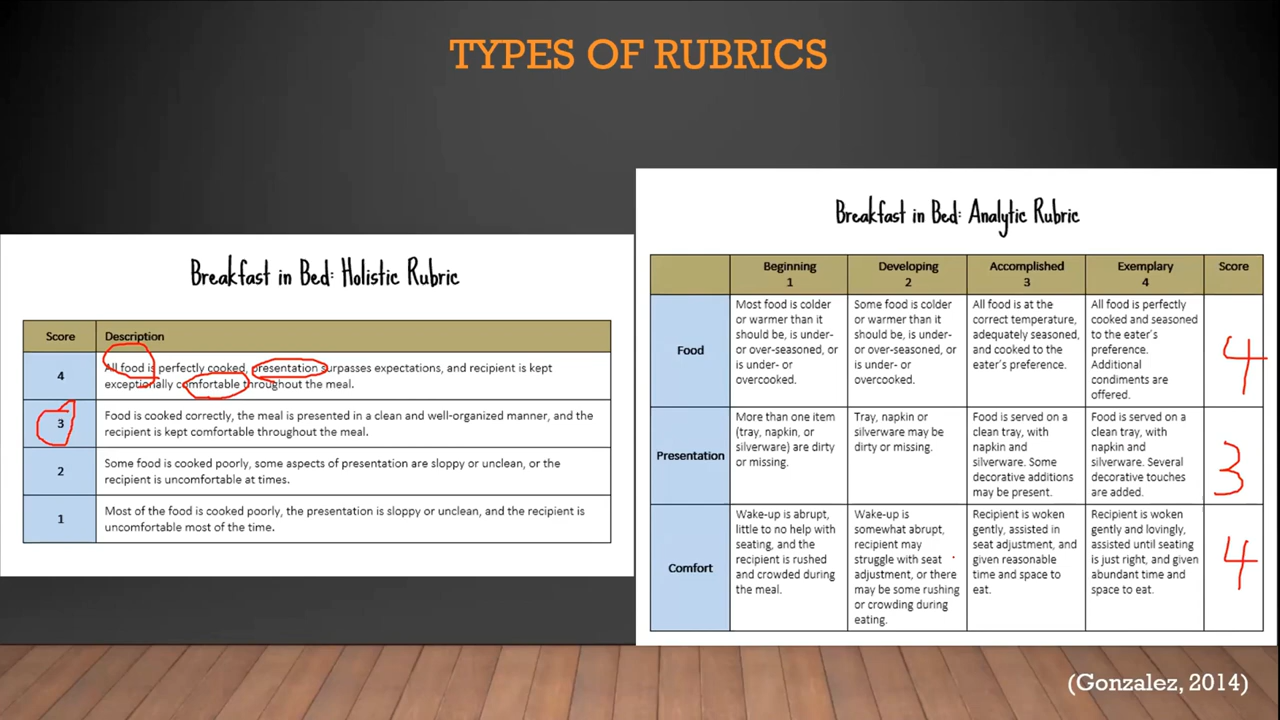 TYPES OF RUBRICS
Breakfast in Bed: Holistic Rubric
Score Description
4 All food is perfectly cooked, presentation surpasses expectations, and recipient is kept
exceptionally comfortable throughout the meal.
3 Food is cooked correctly, the meal is presented in a clean and well-organized manner, and the
recipient is kept comfortable throughout the meal.
2 Some food is cooked poorly, some aspects of presentation are sloppy or unclean, or the
recipient is uncomfortable at times.
1 Most of the food is cooked poorly, the presentation is sloppy or unclean, and the recipient is
uncomfortable most of the time.
Breakfast in Bed: Analytic Rubric
Beginning
1
Developing
2
Accomplished
3
Exemplary
4
Score
Food
Most food is colder
or warmer than it
should be, is under-
or over-seasoned, or
is under- or
overcooked.
Some food is colder
or warmer than it
should be, is under-
or over-seasoned, or
is under- or
overcooked.
All food is at the
correct temperature,
adequately seasoned,
and cooked to the
eater's preference.
All food is perfectly
cooked and seasoned
to the eater's
preference.
Additional
condiments are
offered.
4
Presentation
More than one item
(tray, napkin, or
silverware) are dirty
or missing.
Tray, napkin or
silverware may be
dirty or missing.
Food is served on a
clean tray, with
napkin and
silverware. Some
decorative additions
may be present.
Food is served on a
clean tray, with
napkin and
silverware. Several
decorative touches
are added.
3
Comfort
Wake-up is abrupt,
little to no help with
seating, and the
recipient is rushed
and crowded during
the meal.
Wake-up is
somewhat abrupt,
recipient may
struggle with seat
adjustment, or there
may be some rushing
or crowding during
eating.
Recipient is woken
gently, assisted in
seat adjustment, and
given reasonable
time and space to
eat.
Recipient is woken
gently and lovingly,
assisted until seating
is just right, and given
abundant time and
space to eat.
4
(Gonzalez, 2014)